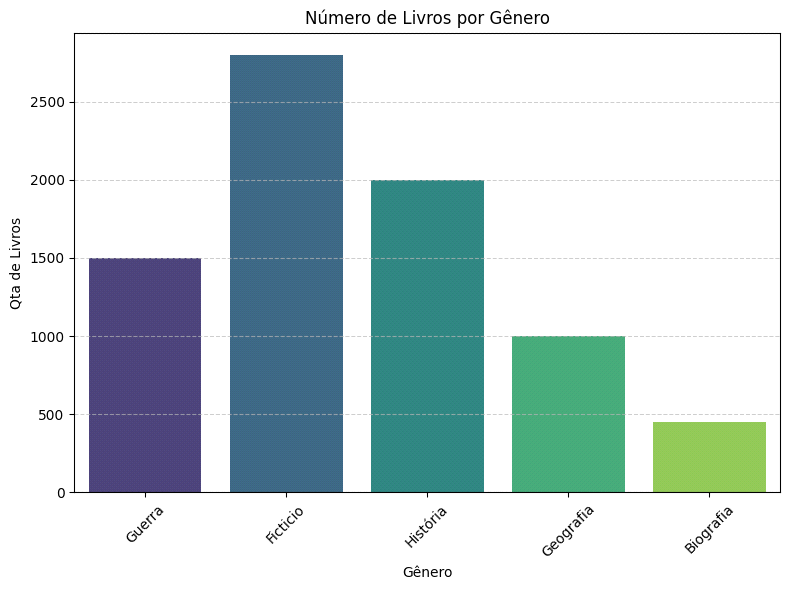 Número de Livros por Gênero
Qta de Livros
2500
2000
1500
1000
500
0
Guerra
Ficticio
História
Geografia
Biografia
Gênero